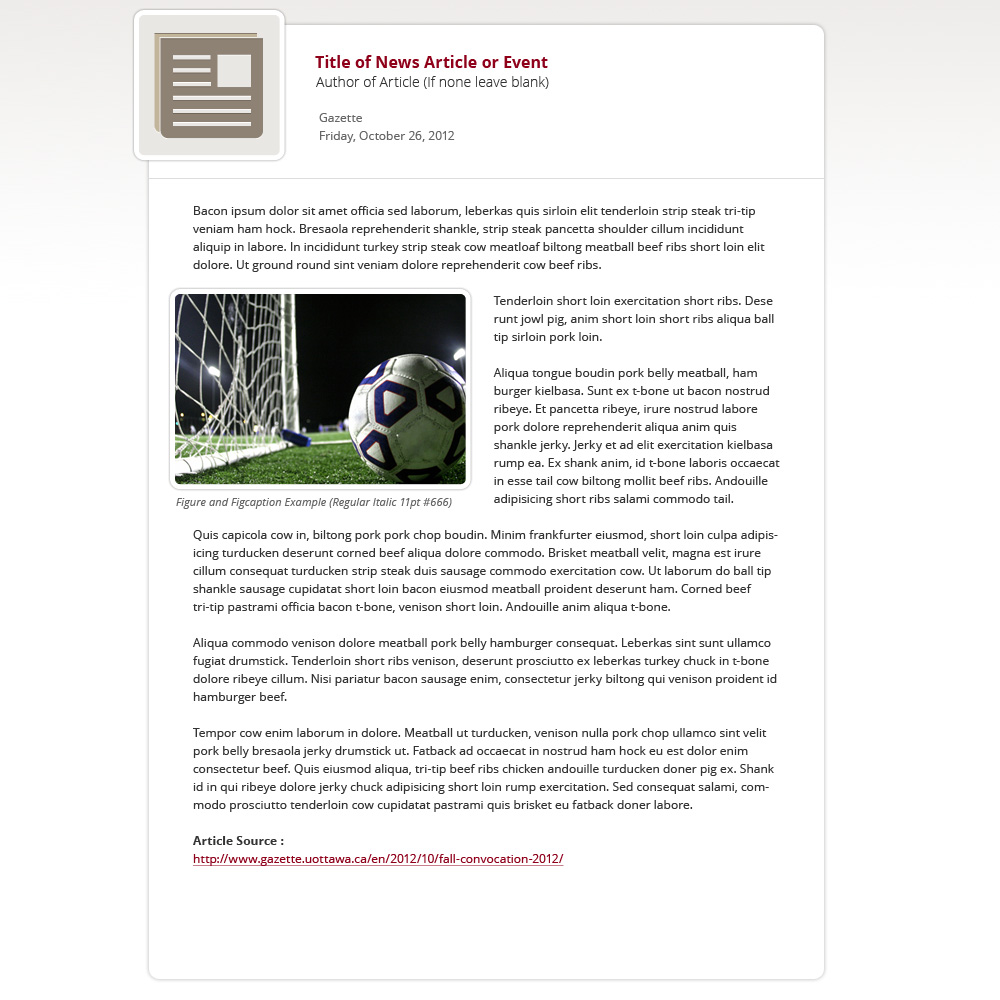 Title of News Article or Event
Author of Article (If none leave blank)
Gazette
Friday, October 26, 2012
Bacon ipsum dolor sit amet officia sed laborum, leberkas quis sirloin elit tenderloin strip steak tri-tip
veniam ham hock. Bresaola reprehenderit shankle, strip steak pancetta shoulder cillum incididunt
aliquip in labore. In incididunt turkey strip steak cow meatloaf biltong meatball beef ribs short loin elit
dolore. Ut ground round sint veniam dolore reprehenderit cow beef ribs.
Tenderloin short loin exercitation short ribs. Dese
runt jowl pig, anim short loin short ribs aliqua ball
tip sirloin pork loin.
Aliqua tongue boudin pork belly meatball, ham
burger kielbasa. Sunt ex t-bone ut bacon nostrud
ribeye. Et pancetta ribeye, irure nostrud labore
pork dolore reprehenderit aliqua anim quis
shankle jerky. Jerky et ad elit exercitation kielbasa
rump ea. Ex shank anim, id t-bone laboris occaecat
in esse tail cow biltong mollit beef ribs. Andouille
adipisicing short ribs salami commodo tail.
Figure and Figcaption Example (Regular Italic 11pt #666)
Quis capicola cow in, biltong pork pork chop boudin. Minim frankfurter eiusmod, short loin culpa adipis-
icing turducken deserunt corned beef aliqua dolore commodo. Brisket meatball velit, magna est irure
cillum consequat turducken strip steak duis sausage commodo exercitation cow. Ut laborum do ball tip
shankle sausage cupidatat short loin bacon eiusmod meatball proident deserunt ham. Corned beef
tri-tip pastrami officia bacon t-bone, venison short loin. Andouille anim aliqua t-bone.
Aliqua commodo venison dolore meatball pork belly hamburger consequat. Leberkas sint sunt ullamco
fugiat drumstick. Tenderloin short ribs venison, deserunt prosciutto ex leberkas turkey chuck in t-bone
dolore ribeye cillum. Nisi pariatur bacon sausage enim, consectetur jerky biltong qui venison proident id
hamburger beef.
Tempor cow enim laborum in dolore. Meatball ut turducken, venison nulla pork chop ullamco sint velit
pork belly bresaola jerky drumstick ut. Fatback ad occaecat in nostrud ham hock eu est dolor enim
consectetur beef. Quis eiusmod aliqua, tri-tip beef ribs chicken andouille turducken doner pig ex. Shank
id in qui ribeye dolore jerky chuck adipisicing short loin rump exercitation. Sed consequat salami, com-
modo prosciutto tenderloin cow cupidatat pastrami quis brisket eu fatback doner labore.
Article Source :
http://www.gazette.uottawa.ca/en/2012/10/fall-convocation-2012/